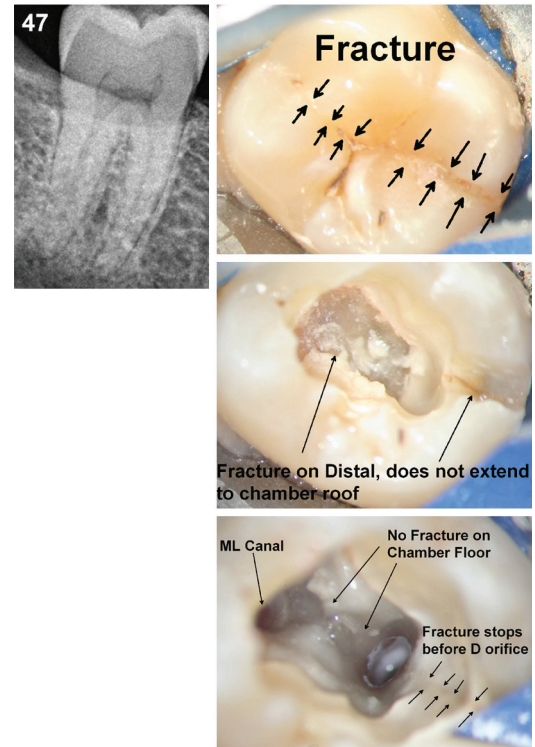 47
Fracture
Fracture on Distal, does not extend
to chamber roof
ML Canal
No Fracture on
Chamber Floor
Fracture stops
before D orifice